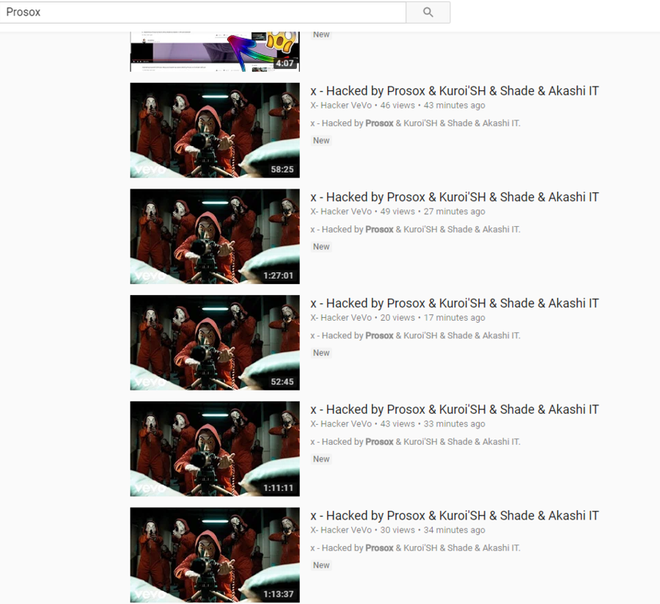 Prosox
New
4:07
x - Hacked by Prosox & Kuroi'SH & Shade & Akashi IT
X- Hacker VeVo • 46 views • 43 minutes ago
x - Hacked by Prosox & Kuroi'SH & Shade & Akashi IT.
New
vevo
58:25
x - Hacked by Prosox & Kuroi'SH & Shade & Akashi IT
X- Hacker VeVo • 49 views • 27 minutes ago
x - Hacked by Prosox & Kuroi'SH & Shade & Akashi IT.
New
vevo
1:27:01
x - Hacked by Prosox & Kuroi'SH & Shade & Akashi IT
X- Hacker VeVo • 20 views • 17 minutes ago
x - Hacked by Prosox & Kuroi'SH & Shade & Akashi IT.
New
vevo
52:45
x - Hacked by Prosox & Kuroi'SH & Shade & Akashi IT
X- Hacker VeVo • 43 views • 33 minutes ago
x - Hacked by Prosox & Kuroi'SH & Shade & Akashi IT.
New
vevo
1:11:11
x - Hacked by Prosox & Kuroi'SH & Shade & Akashi IT
X- Hacker VeVo • 30 views • 34 minutes ago
x - Hacked by Prosox & Kuroi'SH & Shade & Akashi IT.
New
vevo
1:13:37